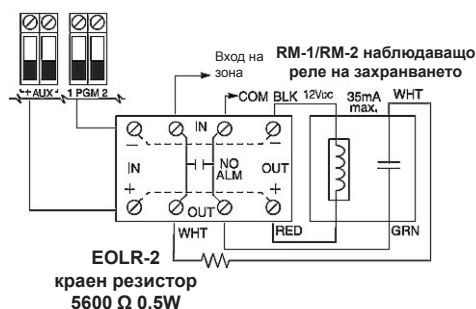 Вход на
зона
RM-1/RM-2 наблюдаващо
реле на захранването
└+AUX┘ 1 PGM 2
COM BLK 12VDC 35mA
max. WHT
IN
– –
IN NO
ALM OUT
+ +
OUT
WHT RED GRN
EOLR-2
краен резистор
5600 Ω 0.5W